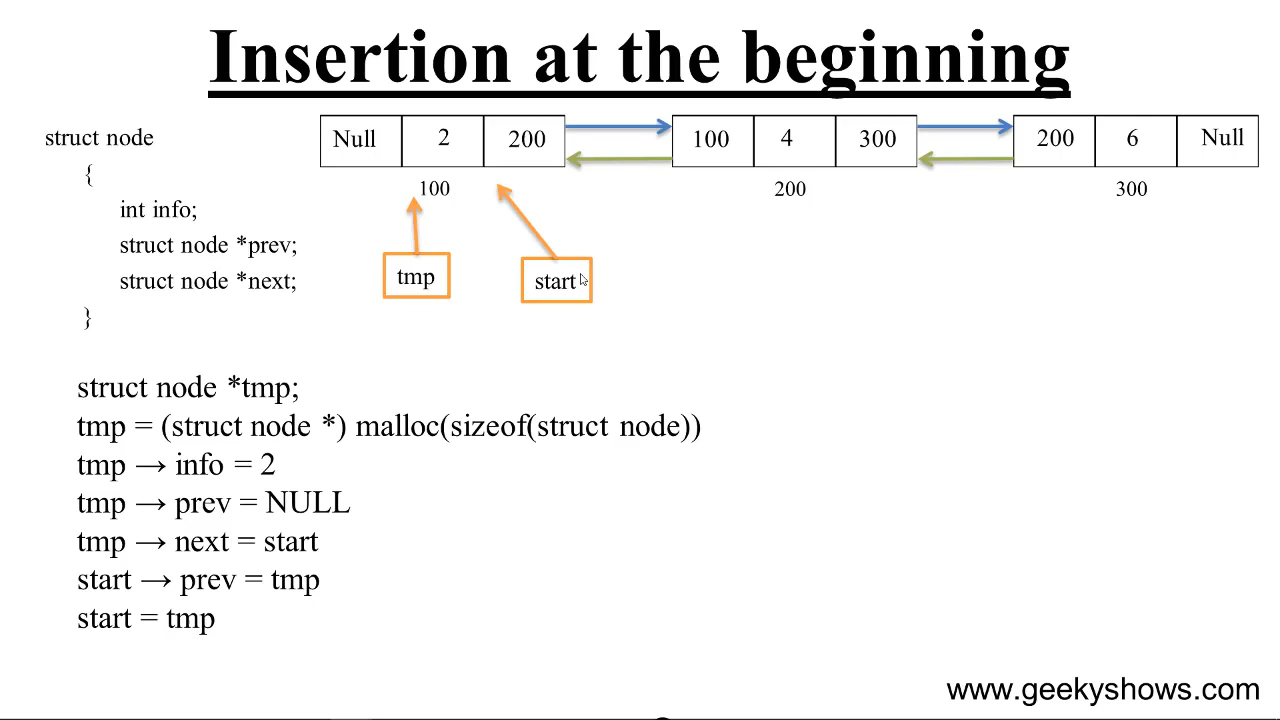 Insertion at the beginning
struct node
{
int info;
struct node *prev;
struct node *next;
}
Null 2 200 100 4 300 200 6 Null
100 200 300
tmp start
struct node *tmp;
tmp = (struct node *) malloc(sizeof(struct node))
tmp → info = 2
tmp → prev = NULL
tmp → next = start
start → prev = tmp
start = tmp
www.geekyshows.com